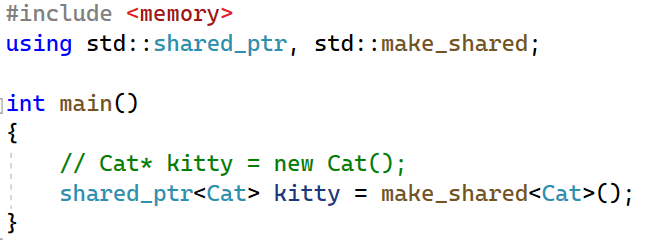 #include <memory>
using std::shared_ptr, std::make_shared;
int main()
{
// Cat* kitty = new Cat();
shared_ptr<Cat> kitty = make_shared<Cat>();
}